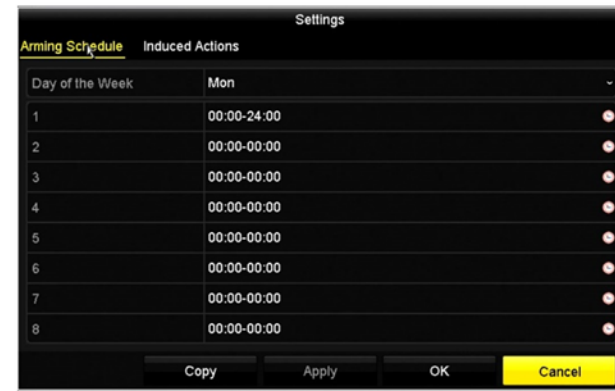 Settings
Arming Schedule Induced Actions
Day of the Week Mon
1 00:00-24:00
2 00:00-00:00
3 00:00-00:00
4 00:00-00:00
5 00:00-00:00
6 00:00-00:00
7 00:00-00:00
8 00:00-00:00
Copy Apply OK Cancel